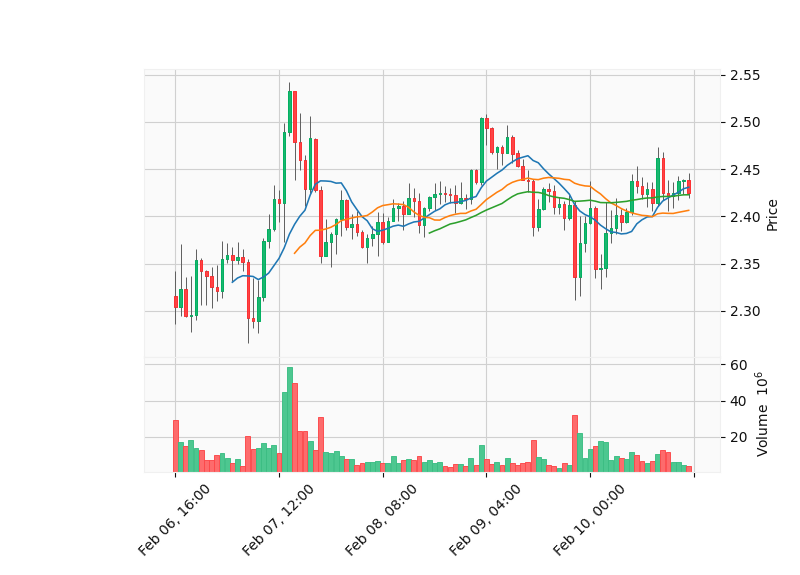 2.55
2.50
2.45
2.40
2.35
2.30
Price
60
40
20
Volume 10^6
Feb 06, 16:00
Feb 07, 12:00
Feb 08, 08:00
Feb 09, 04:00
Feb 10, 00:00